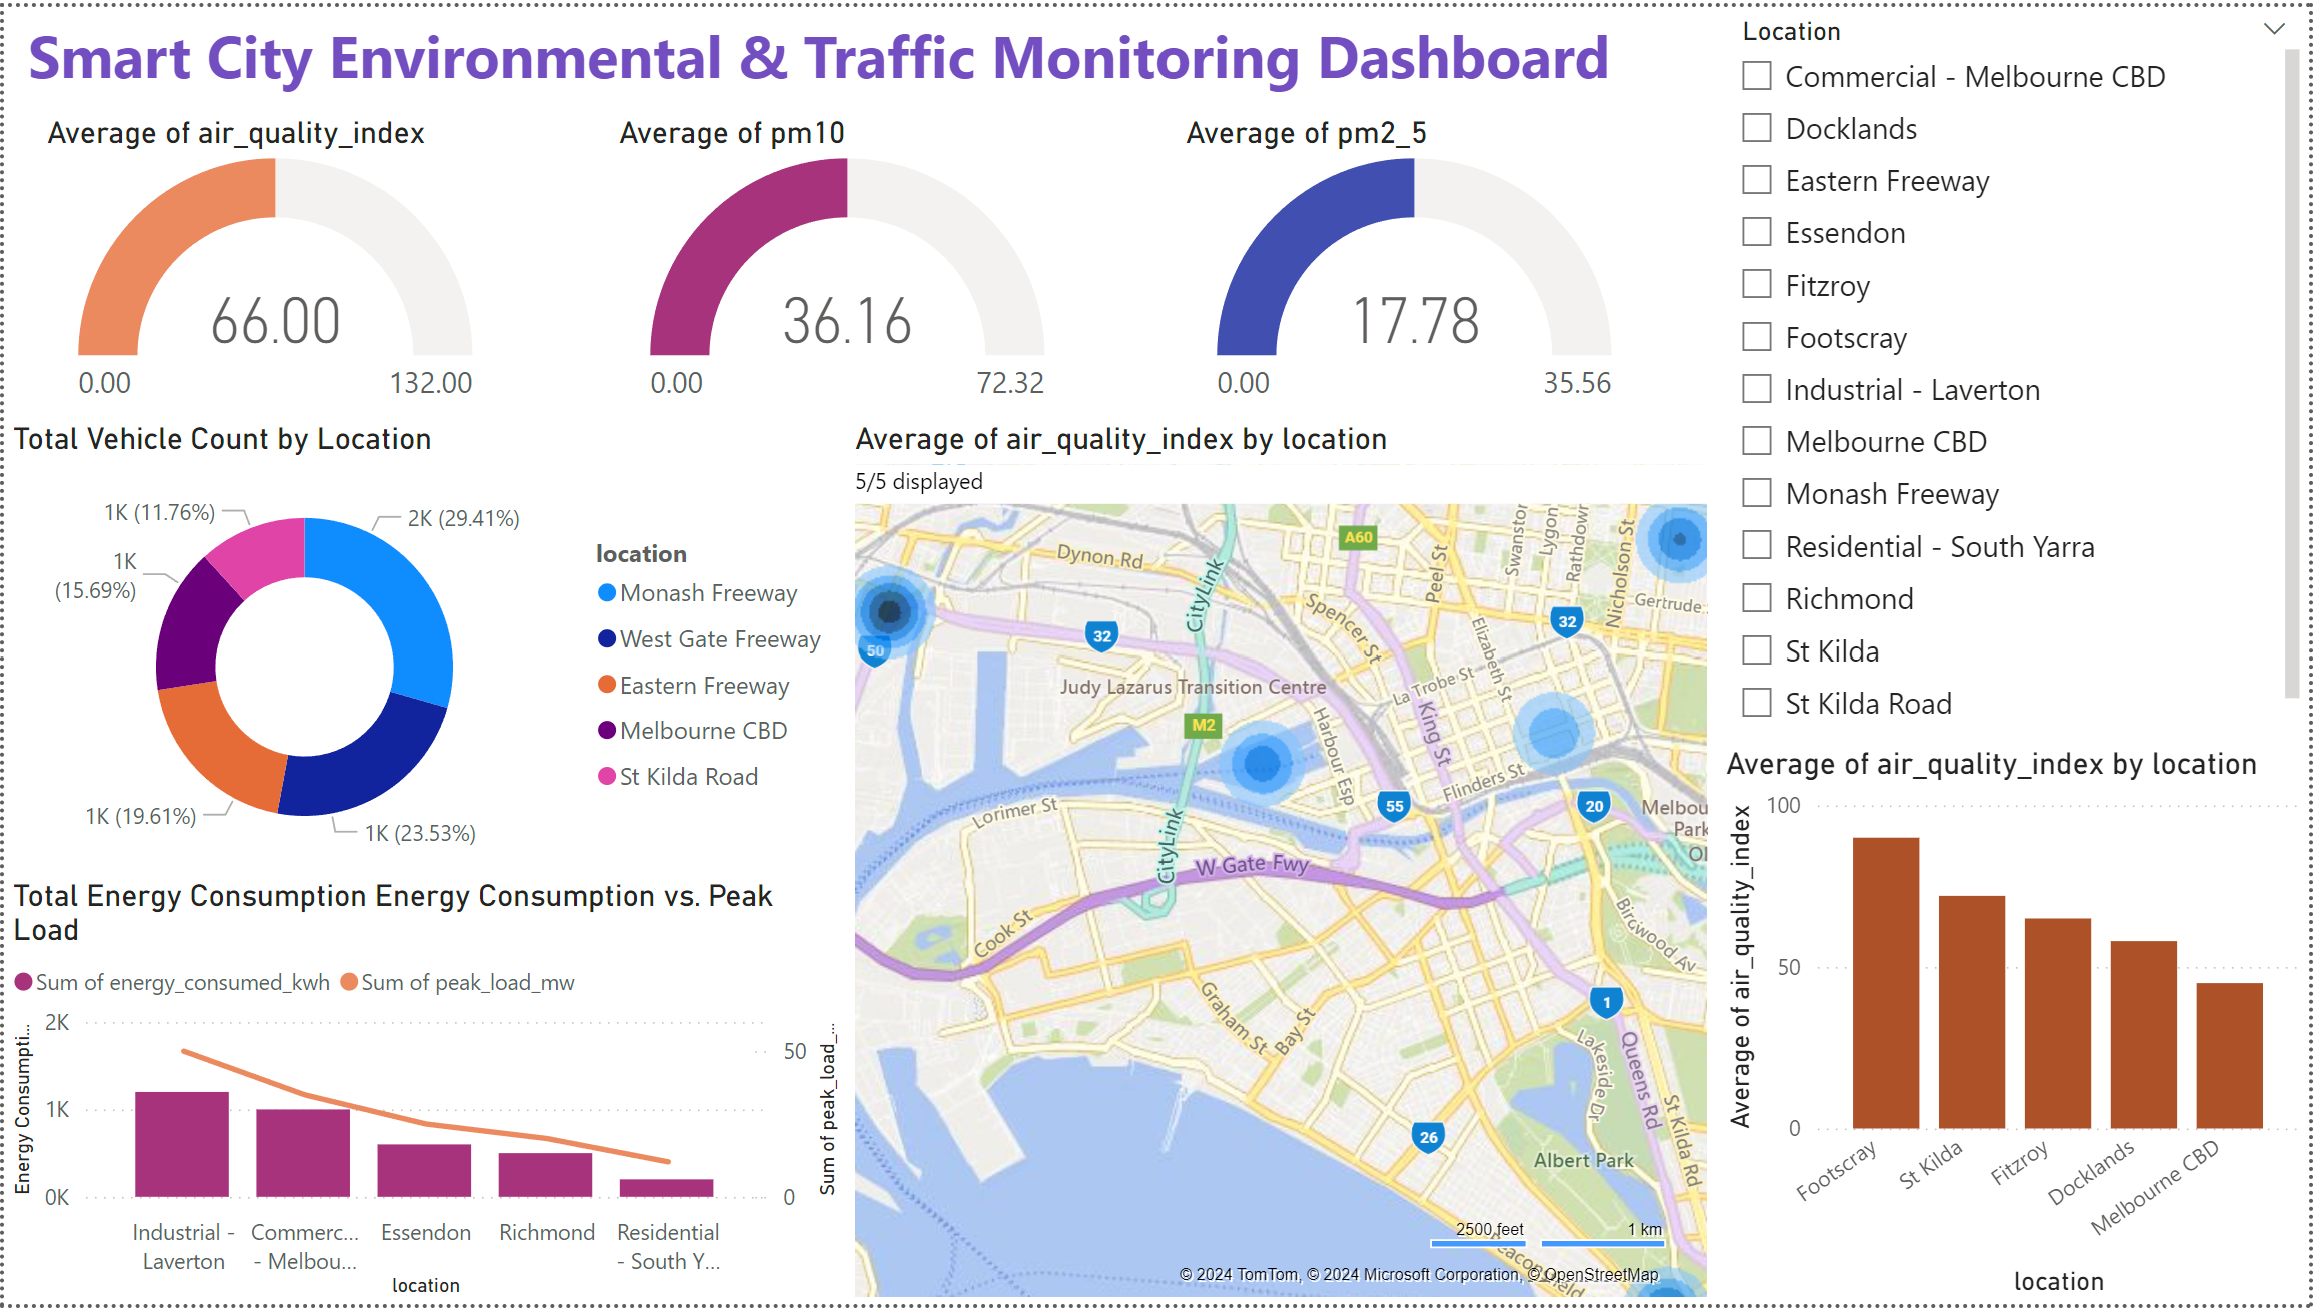 Smart City Environmental & Traffic Monitoring Dashboard
Average of air_quality_index
66.00
0.00
132.00
Average of pm10
36.16
0.00
72.32
Average of pm2_5
17.78
0.00
35.56
Location
Commercial - Melbourne CBD
Docklands
Eastern Freeway
Essendon
Fitzroy
Footscray
Industrial - Laverton
Melbourne CBD
Monash Freeway
Residential - South Yarra
Richmond
St Kilda
St Kilda Road
Total Vehicle Count by Location
1K (11.76%)
2K (29.41%)
1K
(15.69%)
1K (19.61%)
1K (23.53%)
location
Monash Freeway
West Gate Freeway
Eastern Freeway
Melbourne CBD
St Kilda Road
Average of air_quality_index by location
5/5 displayed
Dynon Rd
CityLink
A60
Peel St
Swanston
Lygon
Rathdown
Nicholson St
Gertrude
50
32
Spencer St
32
Elizabeth St
Judy Lazarus Transition Centre
La Trobe St
King St
M2
Harbour Esp
Flinders St
Lorimer St
CityLink
55
20
Melbou
Park
Ol
W Gate Fwy
Cook St
Birdwood Av
Graham St
Bay St
1
Lakeside Dr
Queens Rd
St Kilda Rd
26
Albert Park
2500 feet
1 km
© 2024 TomTom, © 2024 Microsoft Corporation, © OpenStreetMap
Total Energy Consumption Energy Consumption vs. Peak
Load
Sum of energy_consumed_kwh
Sum of peak_load_mw
Energy Consumpti...
2K
1K
0K
50
0
Sum of peak_load_...
Industrial -
Laverton
Commerc...
- Melbou...
Essendon
Richmond
Residential
- South Y...
location
Average of air_quality_index by location
Average of air_quality_index
100
50
0
Footscray
St Kilda
Fitzroy
Docklands
Melbourne CBD
location